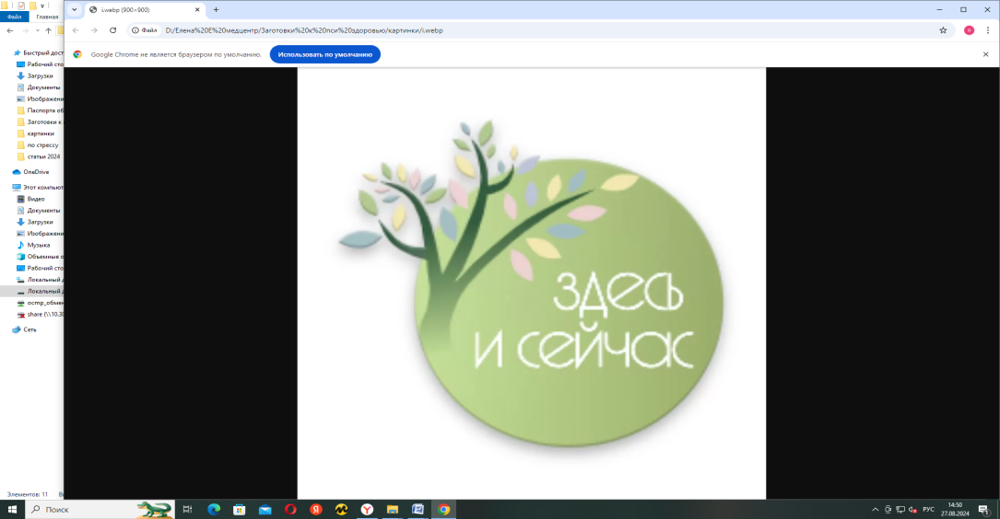 i.webp (900×900)
Файл
Главная
Файл
D:/Елена%20Е%20медцентр/Заготовки%20к%20пси%20здоровью/картинки/i.webp
Google Chrome не является браузером по умолчанию.
Использовать по умолчанию
Быстрый дост
Рабочий сто
Загрузки
Документы
Изображени
Паспорта об
Заготовки к
картинки
по стрессу
статьи 2024
OneDrive
Этот компьют
Видео
Документы
Загрузки
Изображени
Музыка
Объемные о
Рабочий сто
Локальный д
Локальный д
ocmp_обмен
share (\\10.30
Сеть
ЗДЕСЬ
И СЕЙЧАС
Элементов: 11
Поиск
РУС
14:50
27.08.2024